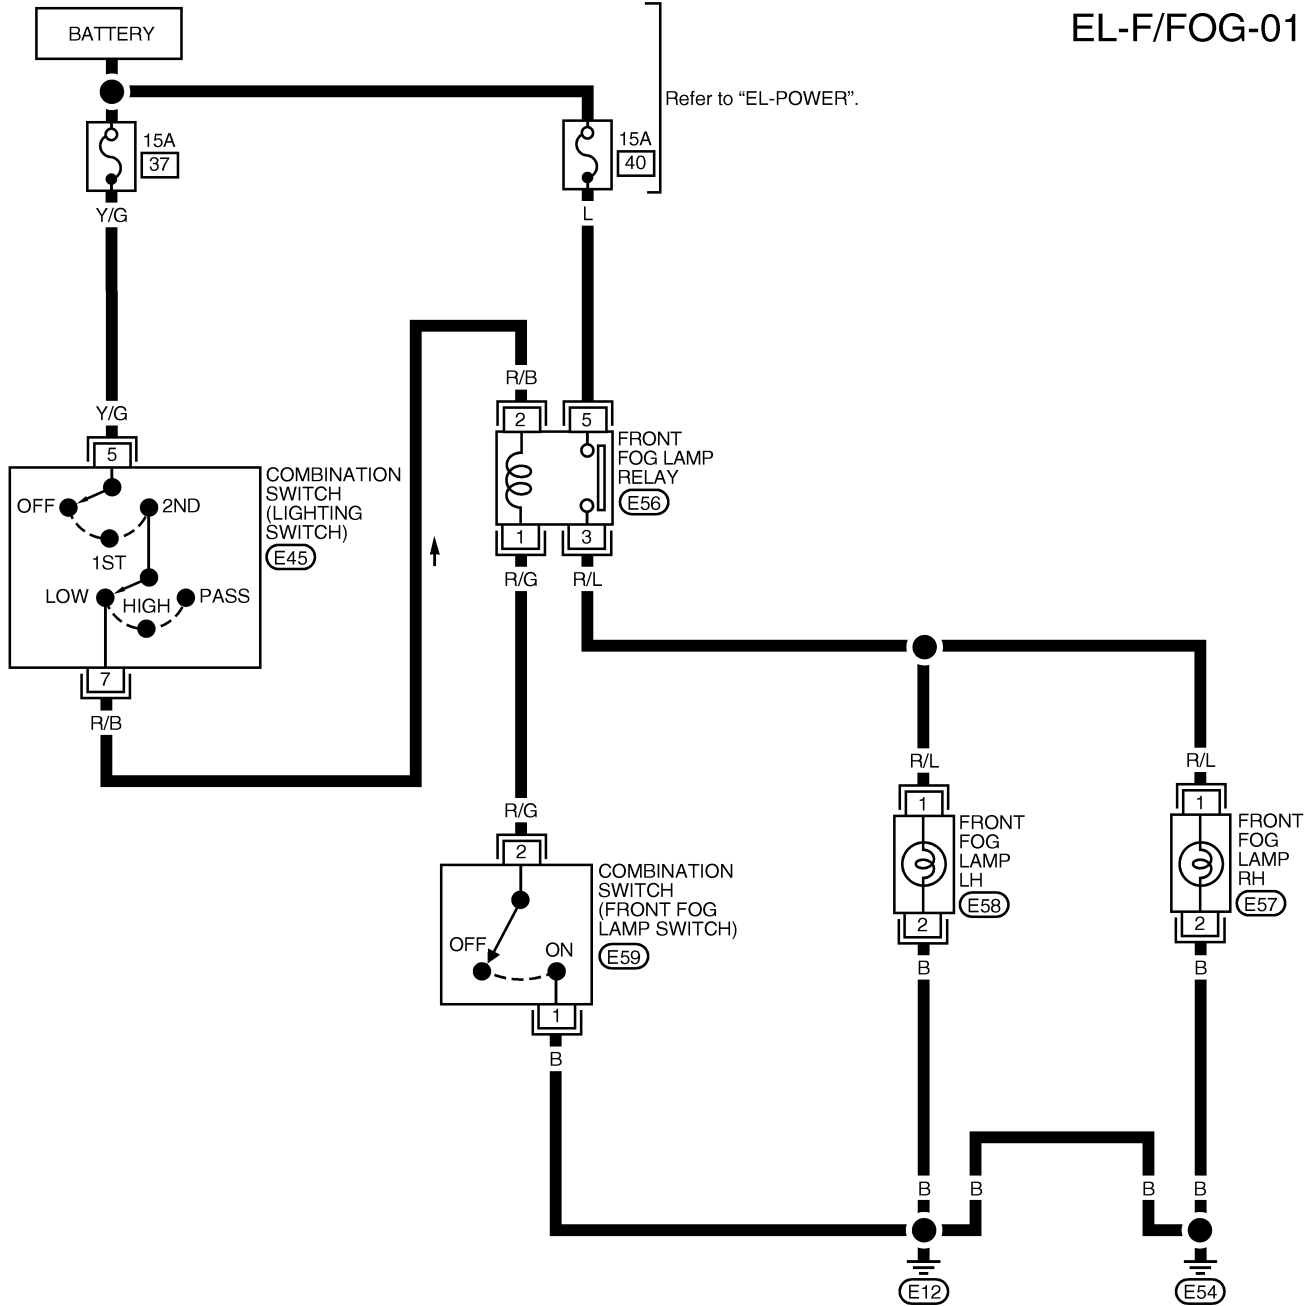 EL-F/FOG-01
BATTERY
Refer to “EL-POWER”.
15A
37
15A
40
Y/G
L
R/B
Y/G
5
2
5
FRONT
FOG LAMP
RELAY
E56
COMBINATION
SWITCH
(LIGHTING
SWITCH)
E45
OFF
2ND
1ST
LOW
HIGH
PASS
1
3
R/G
R/L
7
R/B
R/L
R/L
R/G
2
1
1
FRONT
FOG
LAMP
LH
E58
FRONT
FOG
LAMP
RH
E57
COMBINATION
SWITCH
(FRONT FOG
LAMP SWITCH)
E59
OFF
ON
2
2
B
B
1
B
B
B
B
B
E12
E54